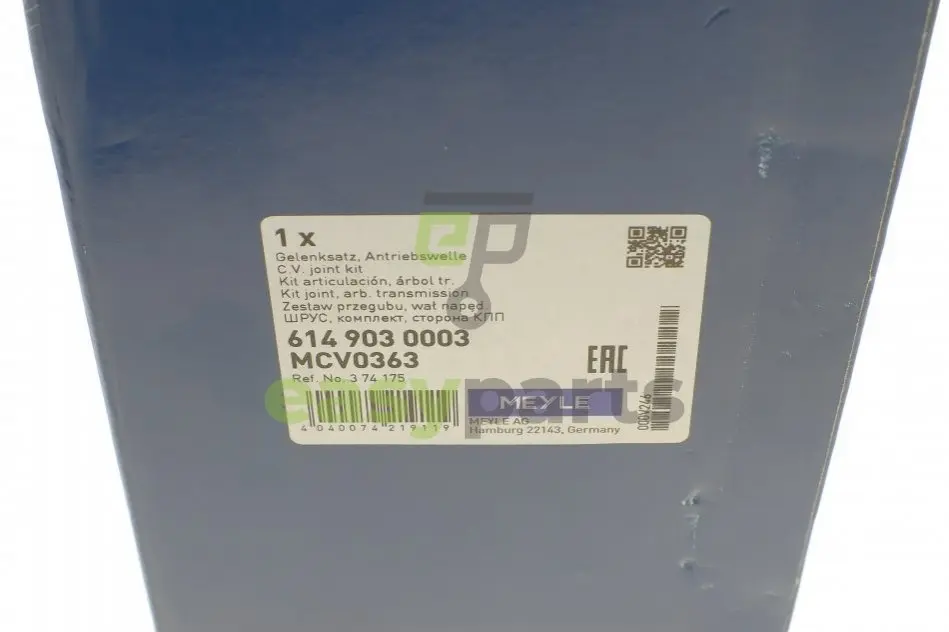 1 x
Gelenksatz, Antriebswelle
C.V. joint kit
Kit articulación, árbol tr.
Kit joint, arb. transmission
Zestaw przegubu, wał napęd.
ШРУС, комплект, сторона КПП
614 903 0003
MCV0363
EAC
Ref. No. 3 74 175
easyparts
4 040074 219119
MEYLE
MEYLE AG
Hamburg 22143, Germany